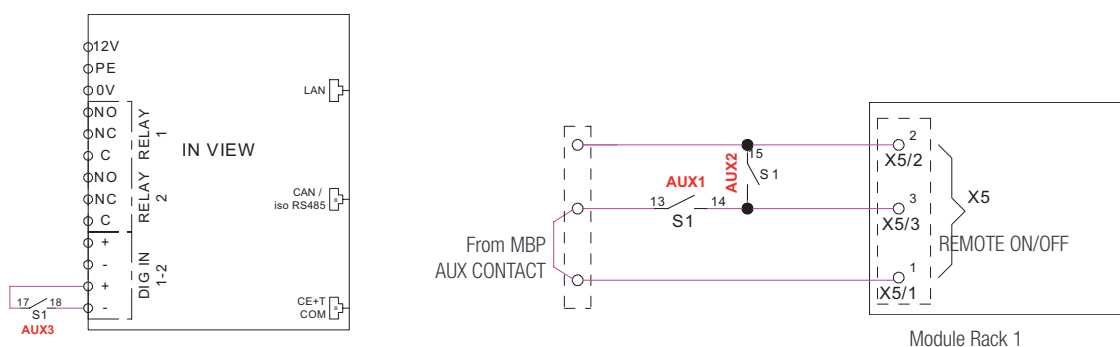 12V
PE
0V
NO
NC
C
RELAY
1
NO
NC
C
RELAY
2
+
-
+
-
DIG IN
1-2
IN VIEW
LAN
CAN /
iso RS485
CE+T
COM
17 18
S1
AUX3
From MBP
AUX CONTACT
AUX1
13 14
S1
AUX2
15
S1
2
X5/2
3
X5/3
1
X5/1
X5
REMOTE ON/OFF
Module Rack 1